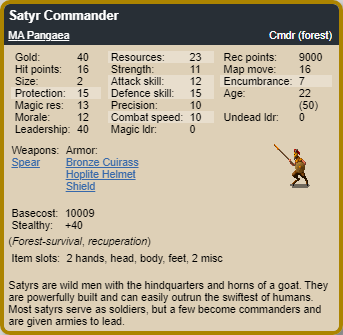 Satyr Commander
MA Pangaea Cmdr (forest)
Gold: 40 Resources: 23 Rec points: 9000
Hit points: 16 Strength: 11 Map move: 16
Size: 2 Attack skill: 12 Encumbrance: 7
Protection: 15 Defence skill: 15 Age: 22
Magic res: 13 Precision: 10 (50)
Morale: 12 Combat speed: 10 Undead ldr: 0
Leadership: 40 Magic ldr: 0
Weapons: Armor:
Spear Bronze Cuirass
Hoplite Helmet
Shield
Basecost: 10009
Stealthy: +40
(Forest-survival, recuperation)
Item slots: 2 hands, head, body, feet, 2 misc
Satyrs are wild men with the hindquarters and horns of a goat. They
are powerfully built and can easily outrun the swiftest of humans.
Most satyrs serve as soldiers, but a few become commanders and
are given armies to lead.